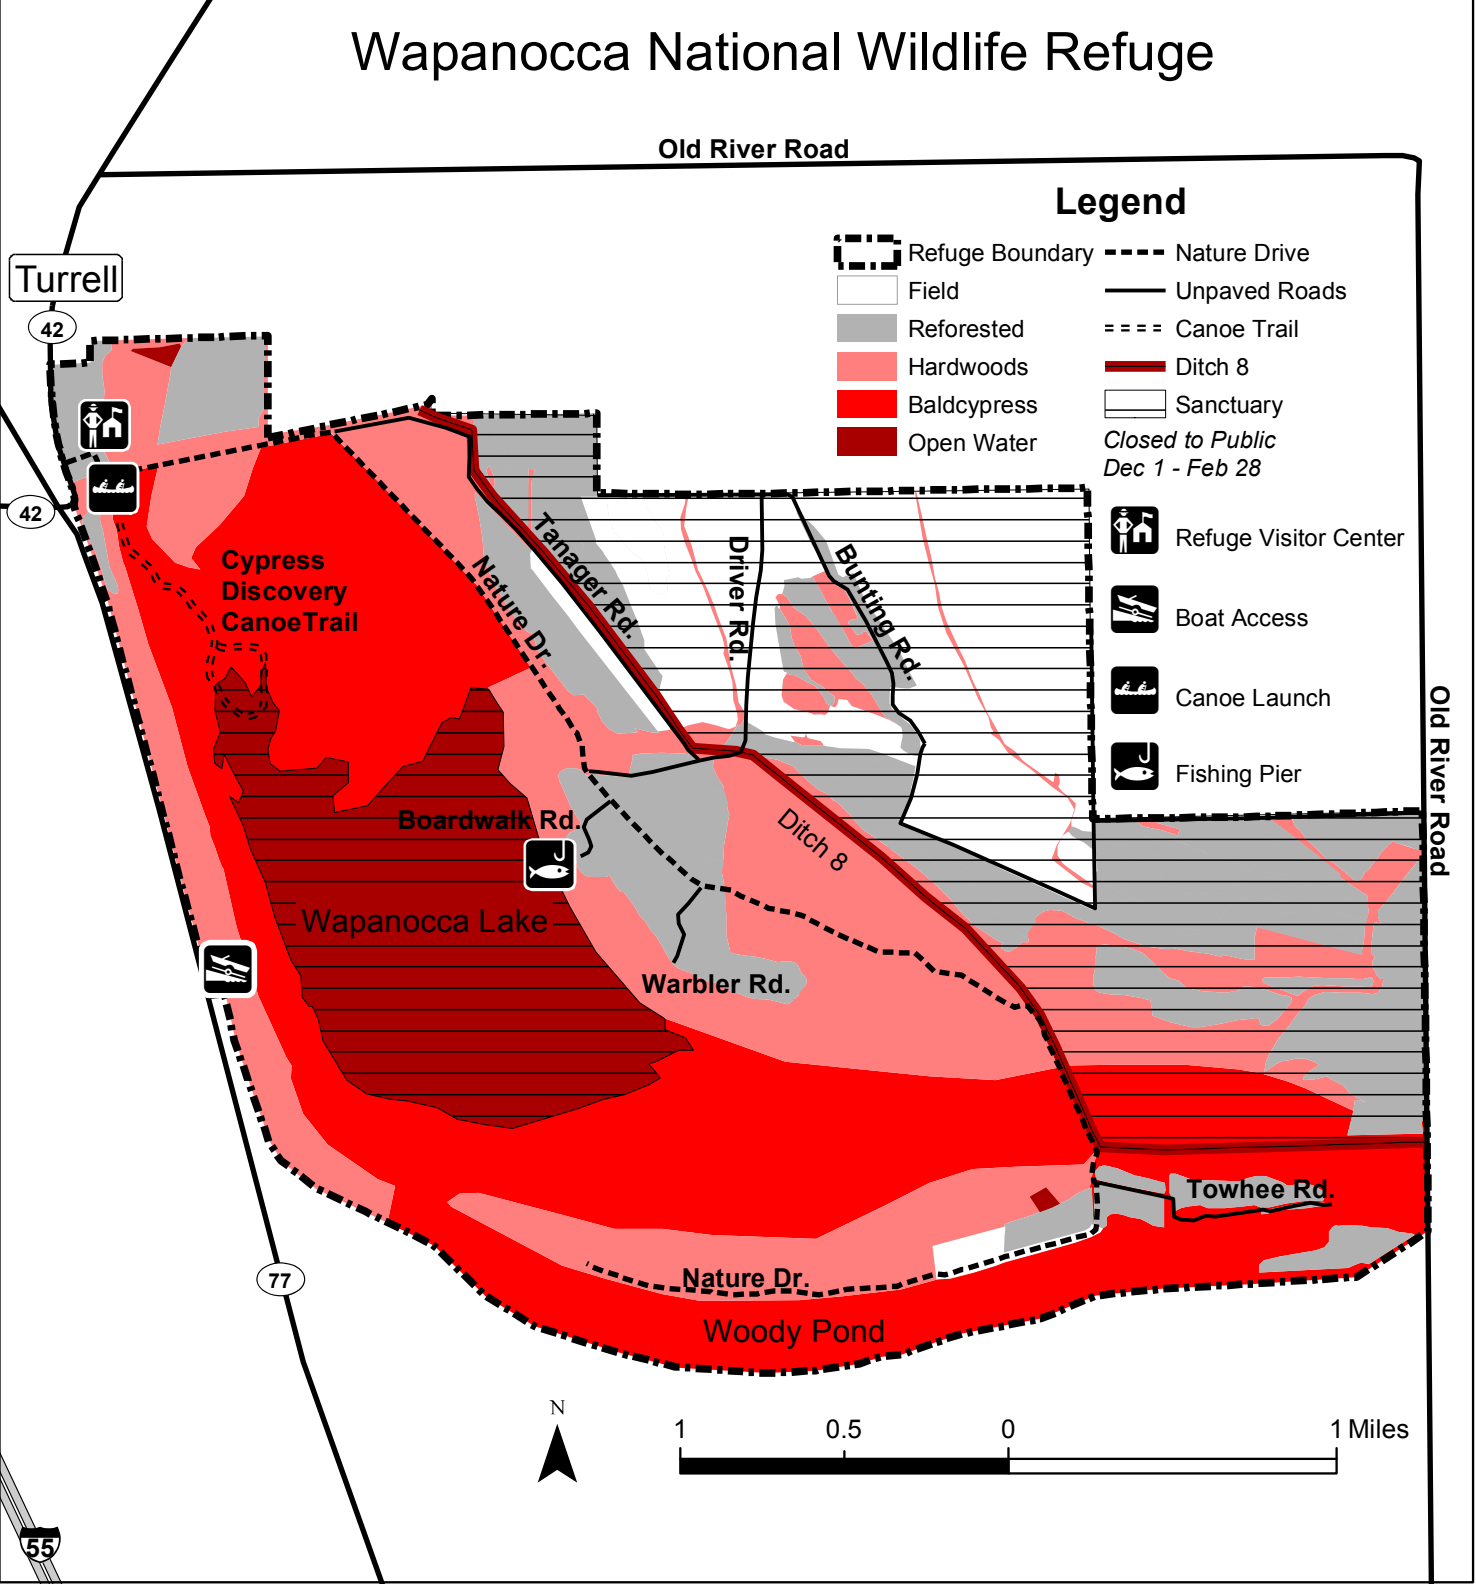 Wapanocca National Wildlife Refuge
Old River Road
Legend
Refuge Boundary
Field
Reforested
Hardwoods
Baldcypress
Open Water
Nature Drive
Unpaved Roads
Canoe Trail
Ditch 8
Sanctuary
Closed to Public
Dec 1 - Feb 28
Refuge Visitor Center
Boat Access
Canoe Launch
Fishing Pier
Turrell
42
42
Cypress
Discovery
CanoeTrail
Nature Dr.
Tanager Rd.
Driver Rd.
Bunting Rd.
Old River Road
Boardwalk Rd.
Ditch 8
Wapanocca Lake
Warbler Rd.
Towhee Rd.
Nature Dr.
Woody Pond
77
N
1 0.5 0 1 Miles
55